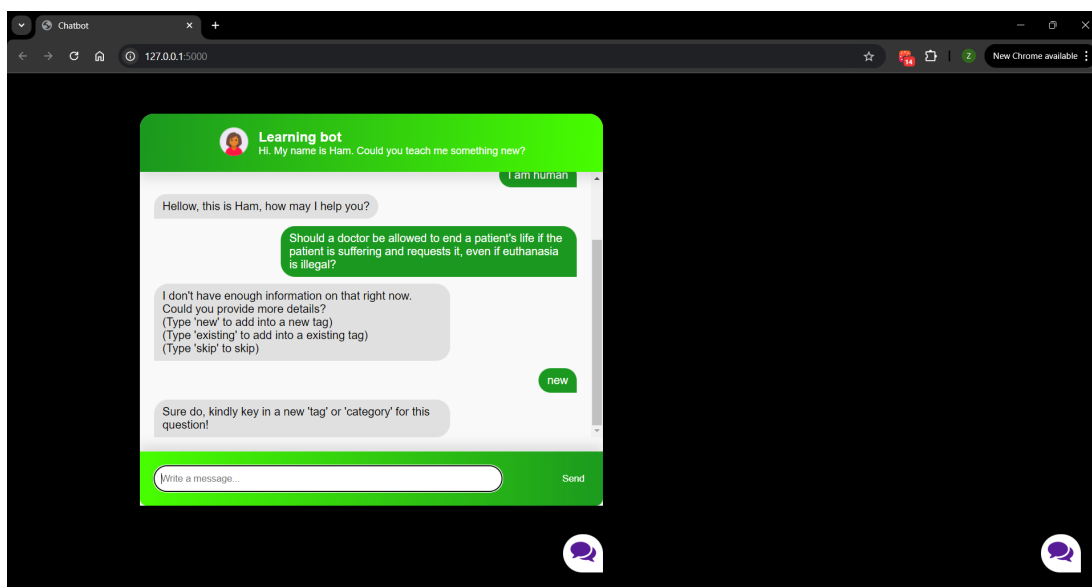 Chatbot
127.0.0.1:5000
14
Z
New Chrome available
Learning bot
Hi. My name is Ham. Could you teach me something new?
I am human
Hellow, this is Ham, how may I help you?
Should a doctor be allowed to end a patient's life if the
patient is suffering and requests it, even if euthanasia
is illegal?
I don't have enough information on that right now.
Could you provide more details?
(Type 'new' to add into a new tag)
(Type 'existing' to add into a existing tag)
(Type 'skip' to skip)
new
Sure do, kindly key in a new 'tag' or 'category' for this
question!
Write a message...
Send